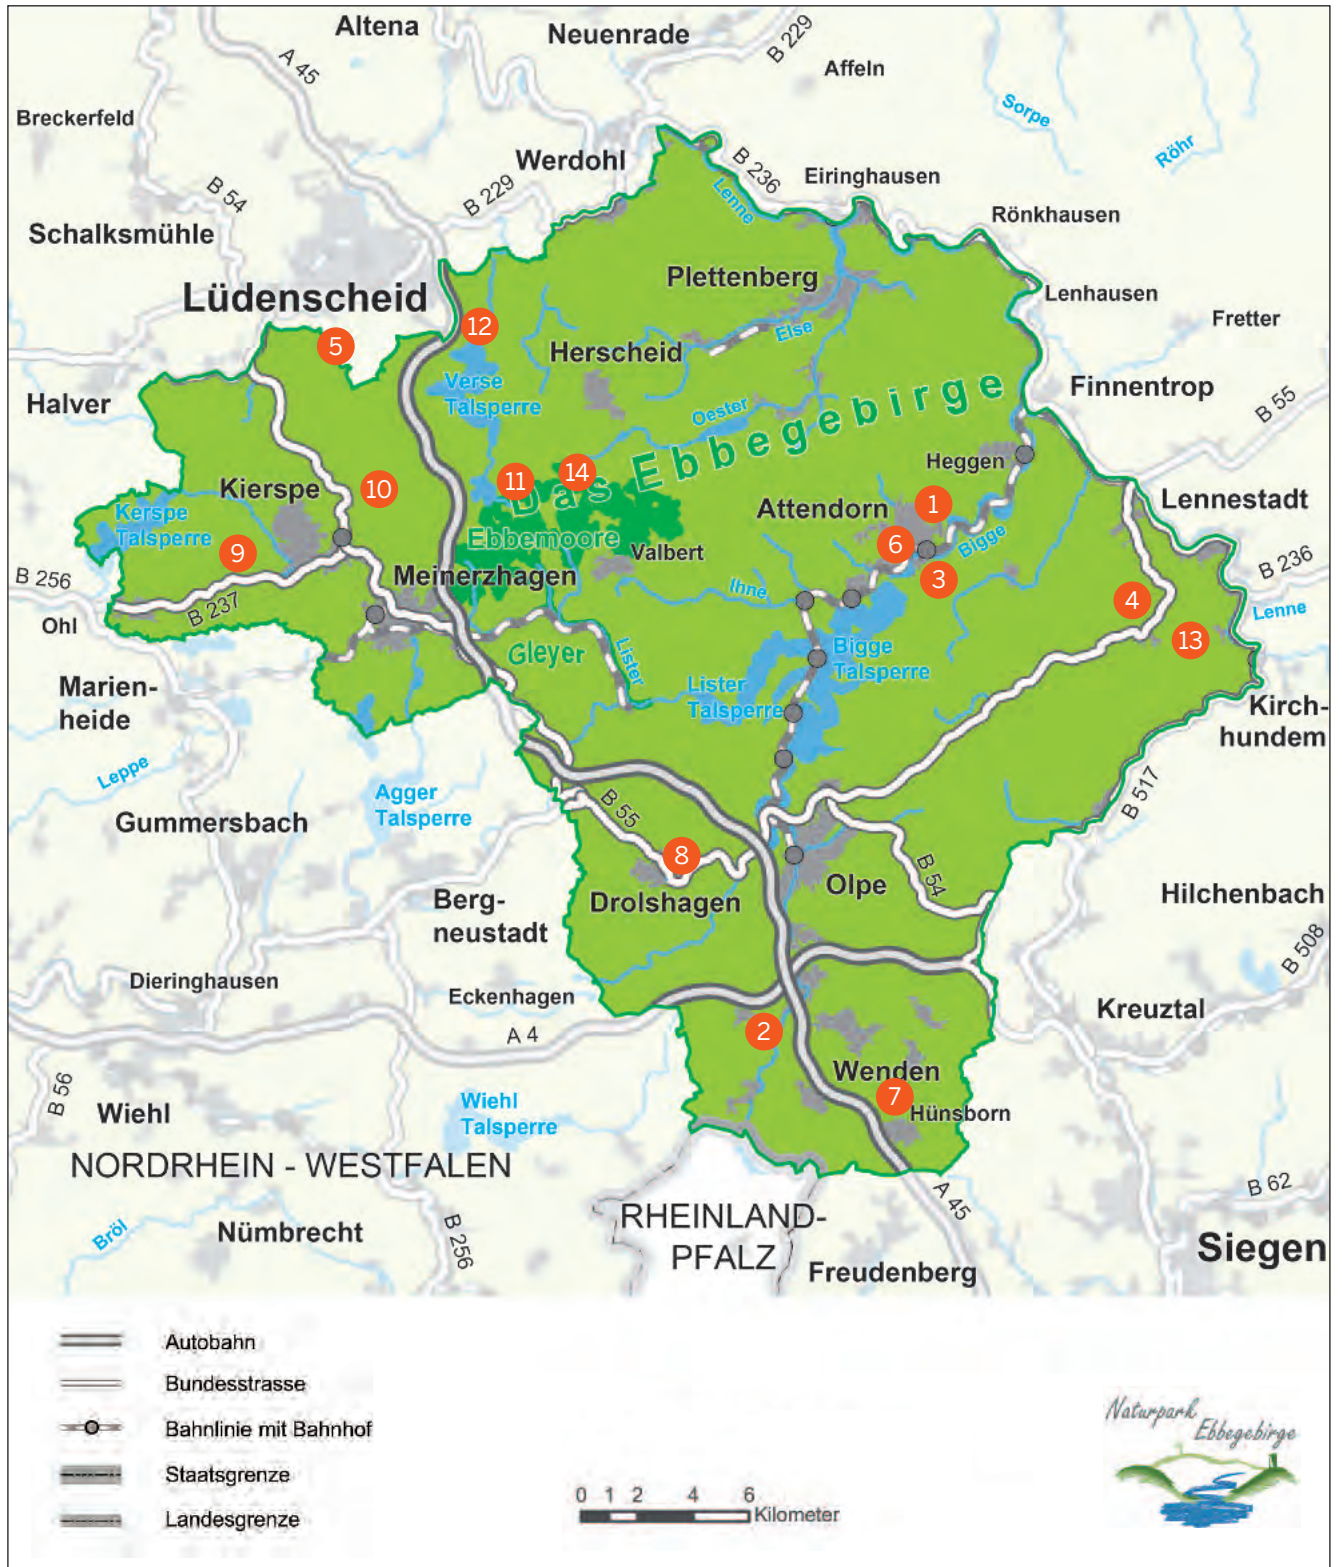 Altena
Neuenrade
B 229
A 45
Affeln
Breckerfeld
Sorpe
Röhr
Werdohl
B 236
Eiringhausen
B 54
B 229
Lenne
Rönkhausen
Schalksmühle
Plettenberg
Lüdenscheid
Lenhausen
Fretter
12
5
Else
Herscheid
Verse
Talsperre
Finnentrop
Halver
B 55
Oester
Das Ebbegebirge
Heggen
14
11
10
Kierspe
1
Attendorn
Lennestadt
Kerspe
Talsperre
Ebbemoore
6
Bigge
9
Valbert
B 236
B 256
Meinerzhagen
3
Ihne
4
B 237
Lenne
Ohl
13
Gleyer
Lister
Bigge
Talsperre
Marien-
heide
Lister
Talsperre
Kirch-
hundem
Leppe
B 517
Agger
Talsperre
B 55
Gummersbach
8
B 54
Olpe
Drolshagen
Hilchenbach
Berg-
neustadt
B 508
Dieringhausen
Eckenhagen
Kreuztal
A 4
2
Wenden
B 56
7
Wiehl
Wiehl
Talsperre
Hünsborn
NORDRHEIN - WESTFALEN
B 62
A 45
RHEINLAND-
PFALZ
Bröl
Nümbrecht
B 256
Siegen
Freudenberg
Autobahn
Bundesstrasse
Bahnlinie mit Bahnhof
Staatsgrenze
Landesgrenze
0 1 2 4 6
Kilometer
Naturpark
Ebbegebirge